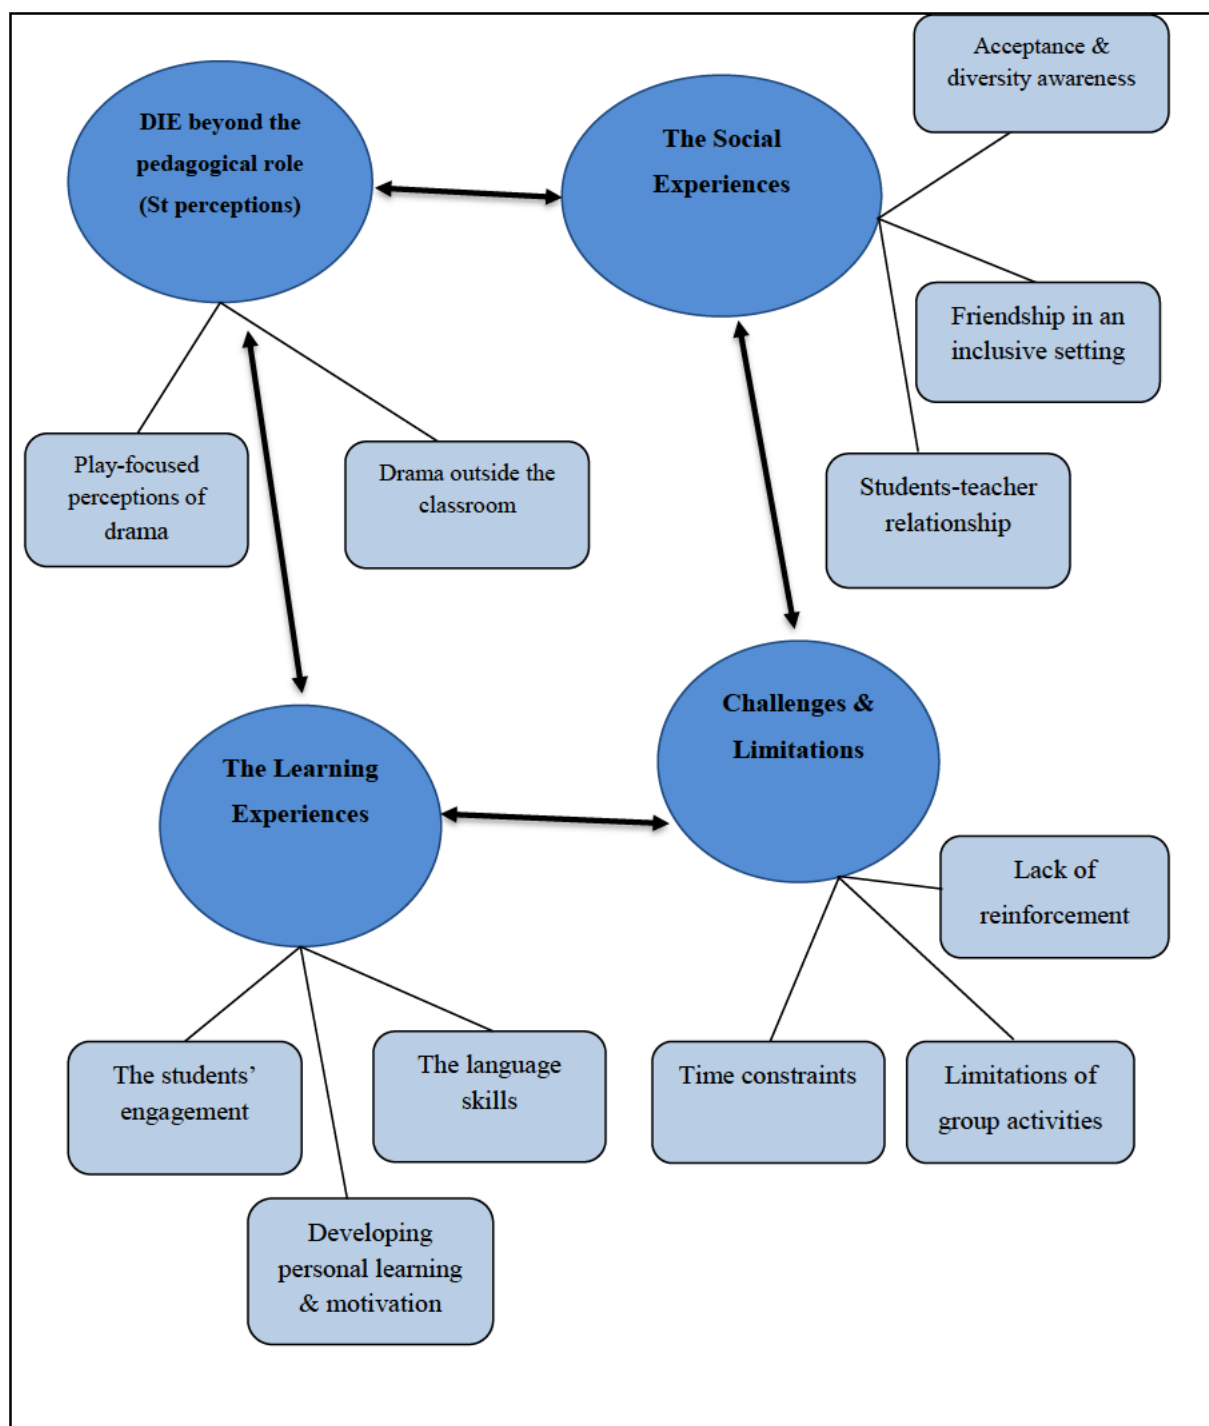 Acceptance &
diversity awareness
DIE beyond the
pedagogical role
(St perceptions)
The Social
Experiences
Friendship in an
inclusive setting
Play-focused
perceptions of
drama
Drama outside the
classroom
Students-teacher
relationship
Challenges &
Limitations
The Learning
Experiences
Lack of
reinforcement
The students’
engagement
The language
skills
Time constraints
Limitations of
group activities
Developing
personal learning
& motivation